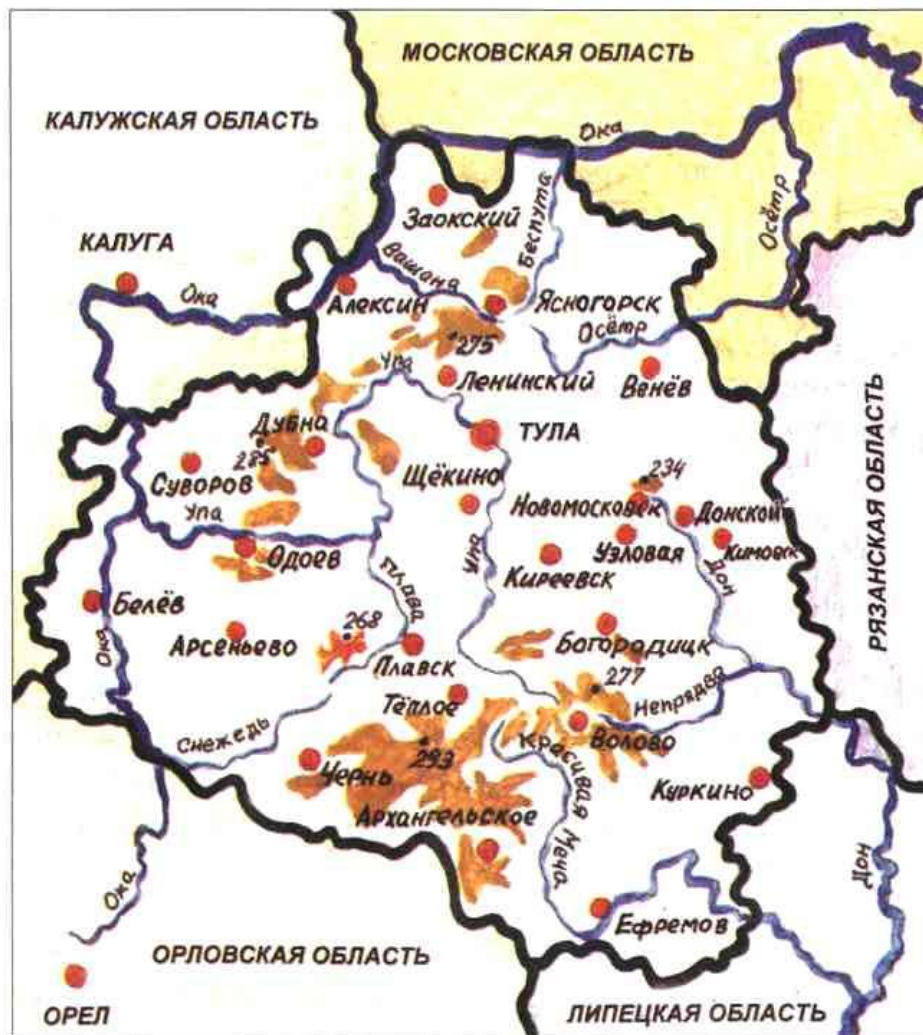 МОСКОВСКАЯ ОБЛАСТЬ
КАЛУЖСКАЯ ОБЛАСТЬ
Ока
Заокский
Беспута
Осётр
КАЛУГА
Вашана
Ока
Алексин
Ясногорск
Осётр
275
Упа
Ленинский
Венёв
РЯЗАНСКАЯ ОБЛАСТЬ
Дубна
ТУЛА
285
Суворов
Щёкино
234
Новомосковск
Донской
Упа
Узловая
Кимовск
Одоев
Киреевск
Дон
Плава
Упа
Белёв
Ока
Арсеньево
268
Плавск
Богородицк
277
Непрядва
Тёплое
Снежедь
Волово
Красивая Меча
293
Чернь
Куркино
Архангельское
Дон
Ока
Ефремов
ОРЛОВСКАЯ ОБЛАСТЬ
ОРЕЛ
ЛИПЕЦКАЯ ОБЛАСТЬ